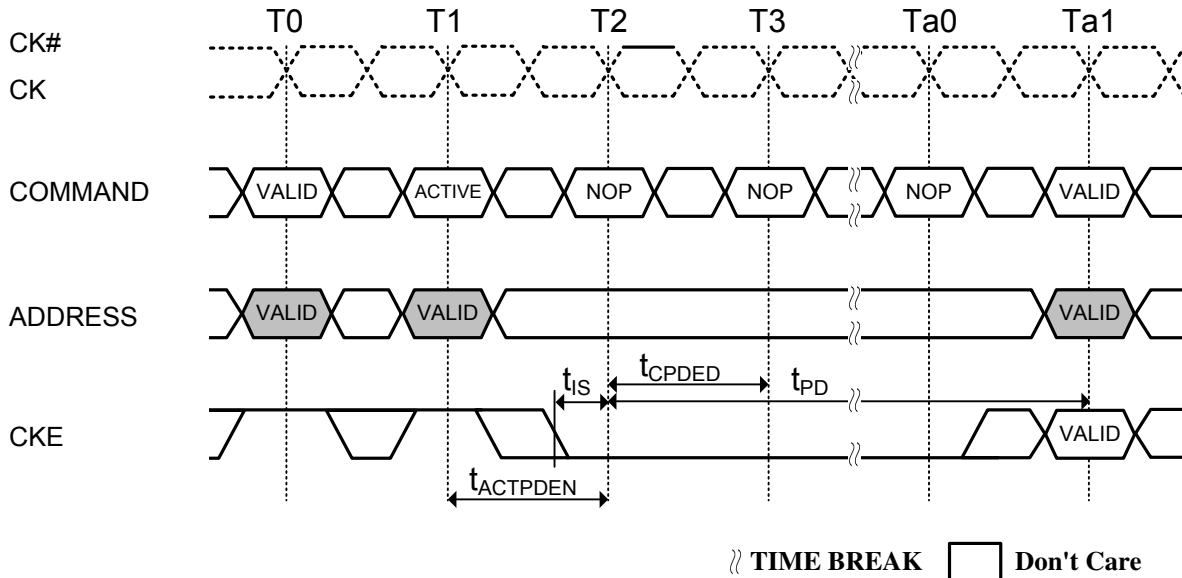 T0 T1 T2 T3 Ta0 Ta1
CK#
CK
COMMAND VALID ACTIVE NOP NOP NOP VALID
ADDRESS VALID VALID VALID
tIS tCPDED tPD
CKE VALID
tACTPDEN
TIME BREAK Don't Care